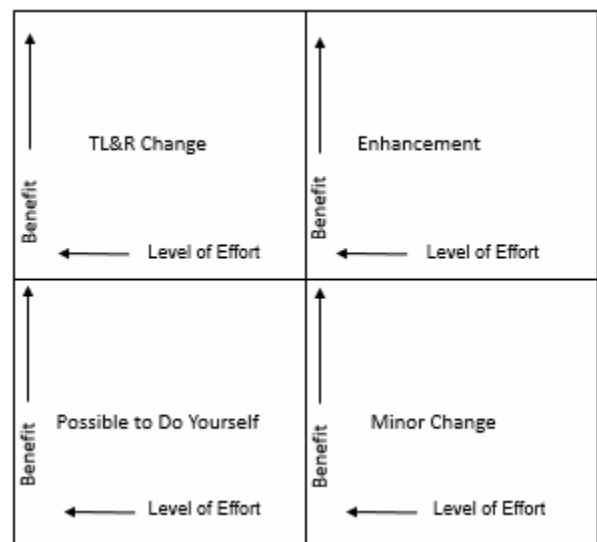 TL&R Change
Benefit
Level of Effort
Enhancement
Benefit
Level of Effort
Possible to Do Yourself
Benefit
Level of Effort
Minor Change
Benefit
Level of Effort